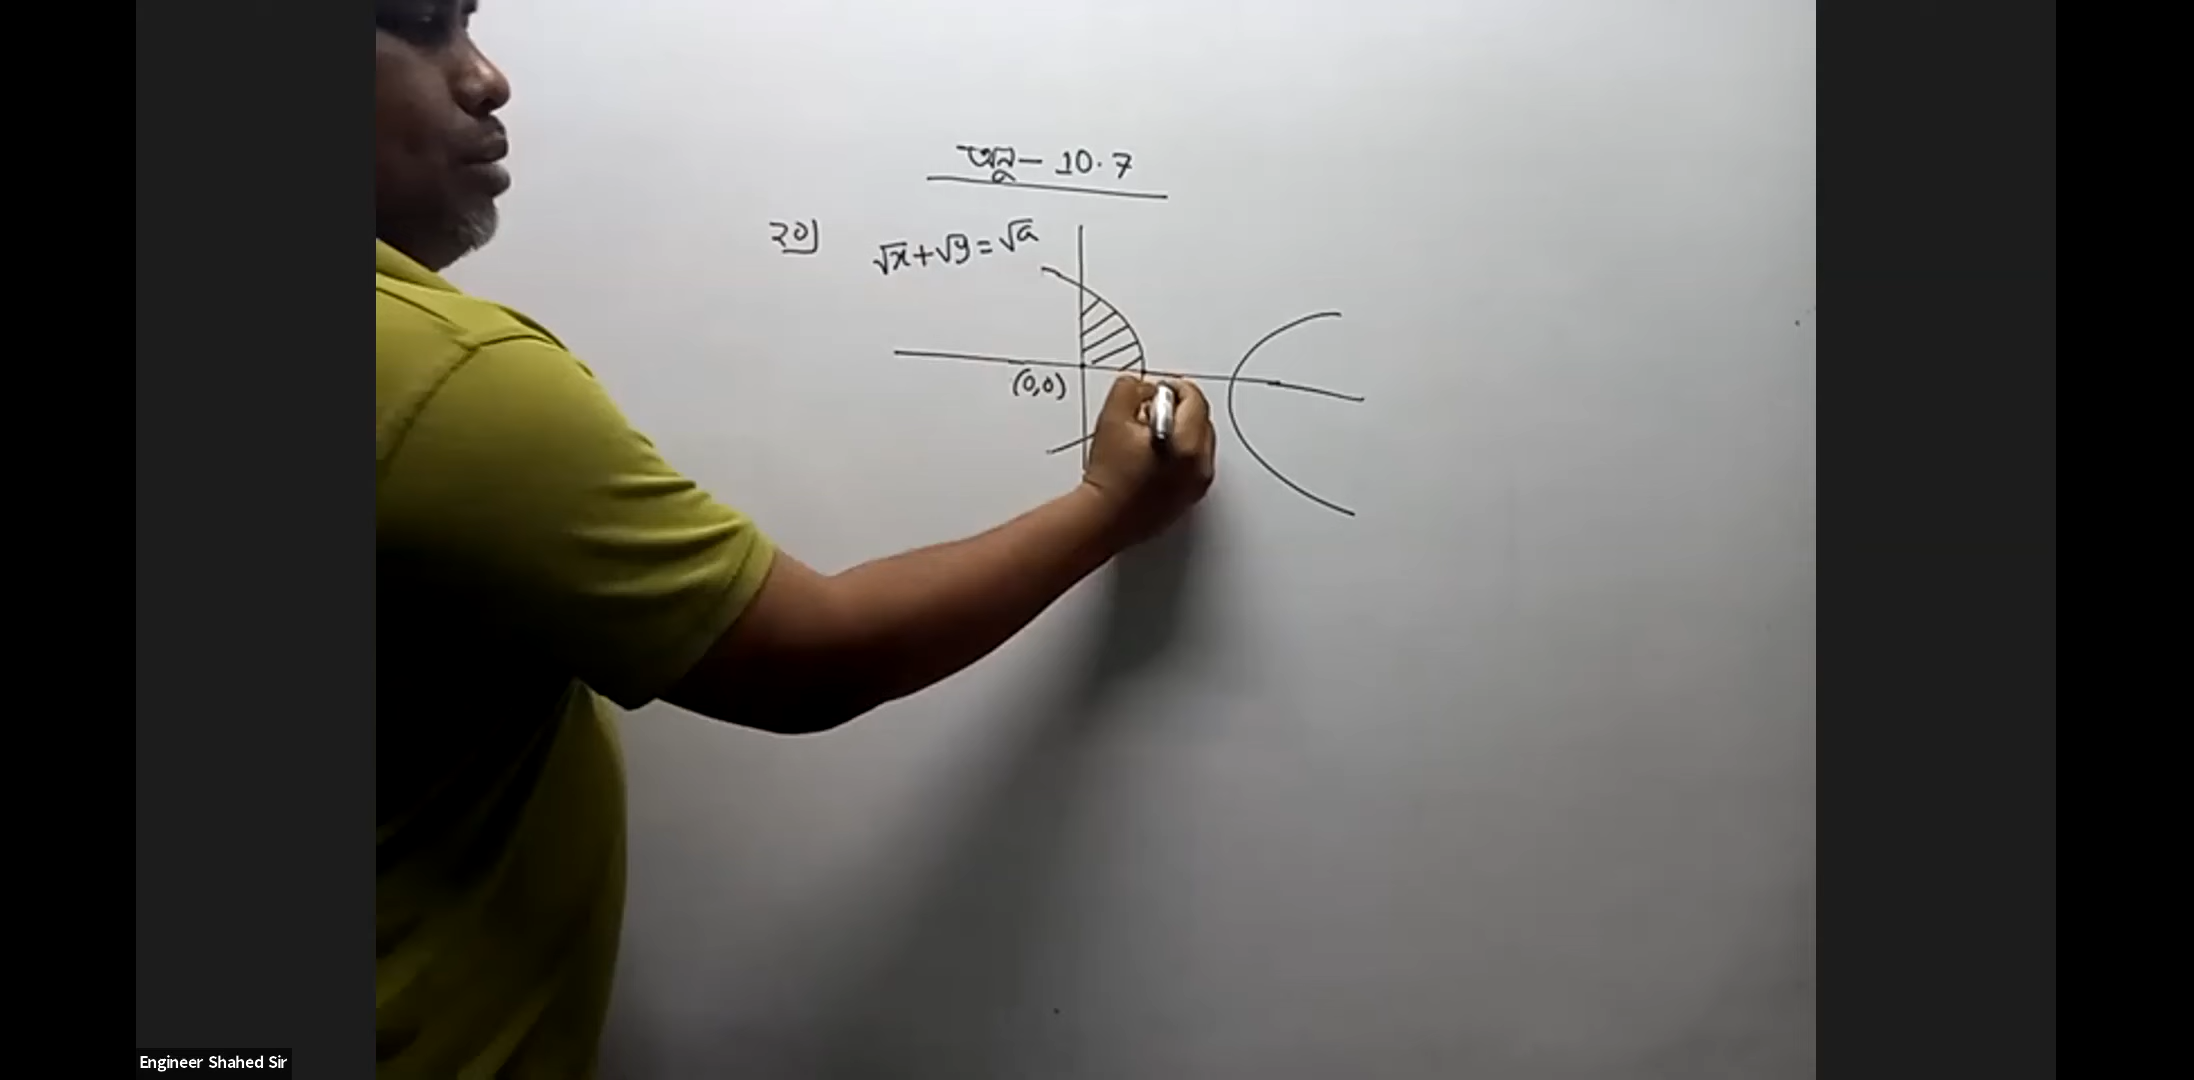 অনু- 10.7
২০) √x+√y=√a
(0,0)
Engineer Shahed Sir